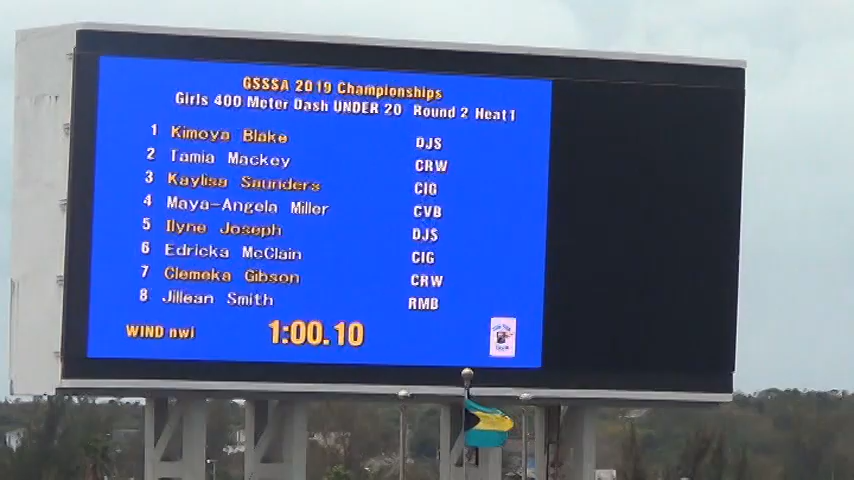 GSSSA 2019 Championships
Girls 400 Meter Dash UNDER 20 Round 2 Heat 1
1 Kimoya Blake DJS
2 Tamia Mackey CRW
3 Kaylisa Saunders CIG
4 Maya-Angela Miller CVB
5 Ilyne Joseph DJS
6 Edricka McClain CIG
7 Clemeka Gibson CRW
8 Jillean Smith RMB
WIND nwi 1:00.10